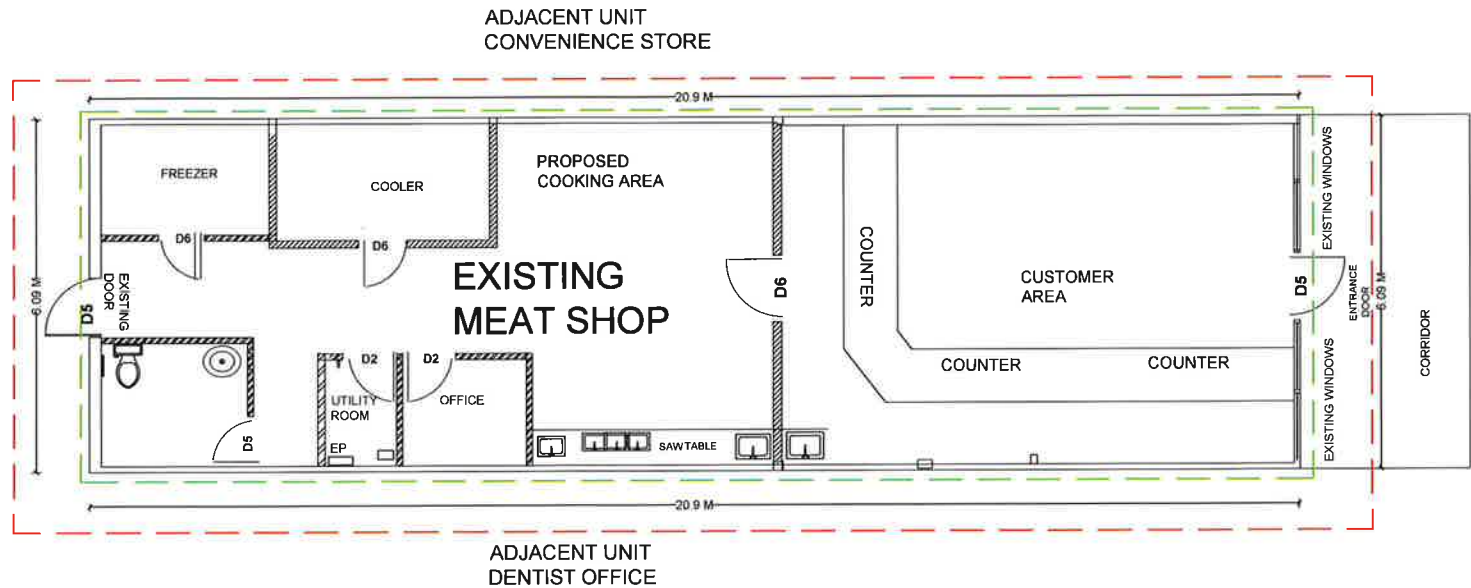 ADJACENT UNIT
CONVENIENCE STORE
20.9 M
FREEZER
COOLER
PROPOSED
COOKING AREA
EXISTING WINDOWS
D6
D6
6.09 M
EXISTING
DOOR
D5
EXISTING
MEAT SHOP
D6
COUNTER
CUSTOMER
AREA
D5
ENTRANCE
DOOR
6.09 M
CORRIDOR
D2
D2
UTILITY
ROOM
OFFICE
COUNTER
COUNTER
EXISTING WINDOWS
D5
EP
SAW TABLE
20.9 M
ADJACENT UNIT
DENTIST OFFICE